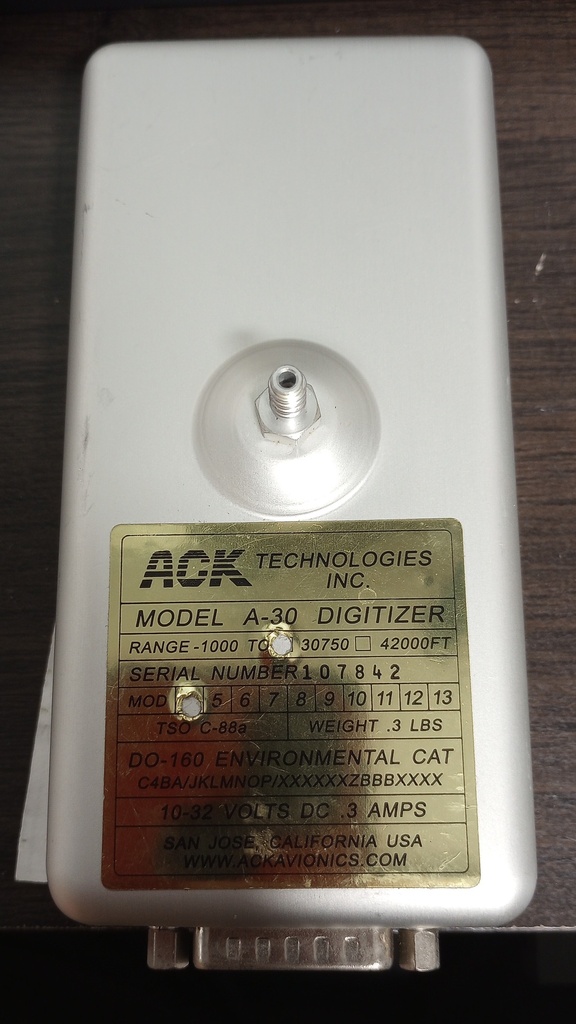 ACK TECHNOLOGIES
INC.
MODEL A-30 DIGITIZER
RANGE -1000 TO 30750 42000FT
SERIAL NUMBER 107842
MOD 5 6 7 8 9 10 11 12 13
TSO C-88a WEIGHT .3 LBS
DO-160 ENVIRONMENTAL CAT
C4BA/JKLMNOP/XXXXXXZBBBXXXX
10-32 VOLTS DC .3 AMPS
SAN JOSE, CALIFORNIA USA
WWW.ACKAVIONICS.COM